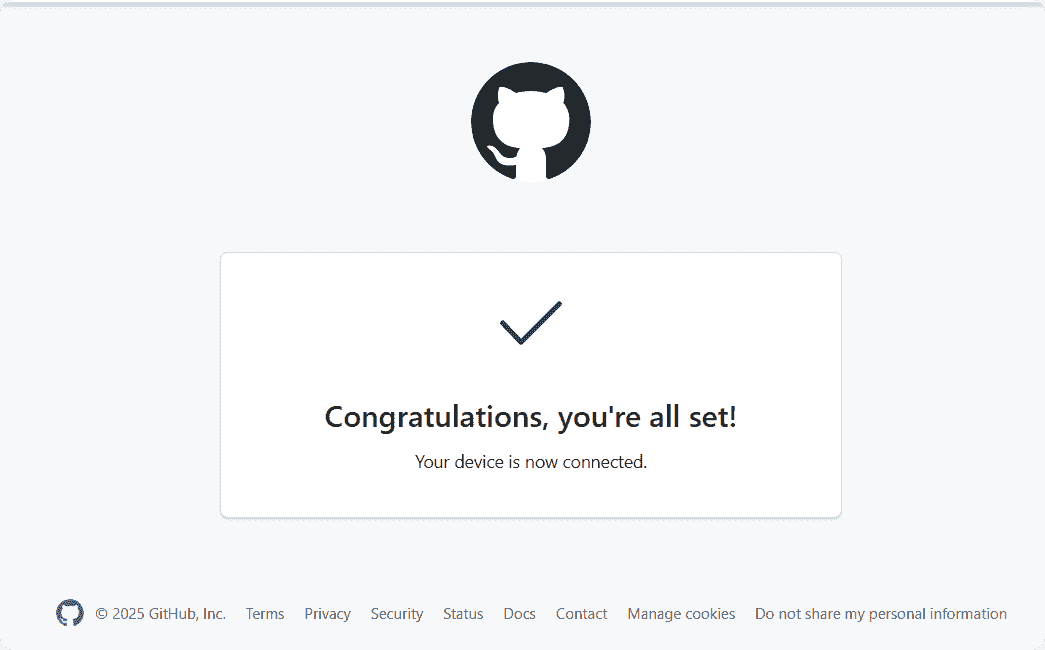 Congratulations, you're all set!
Your device is now connected.
© 2025 GitHub, Inc. Terms Privacy Security Status Docs Contact Manage cookies Do not share my personal information